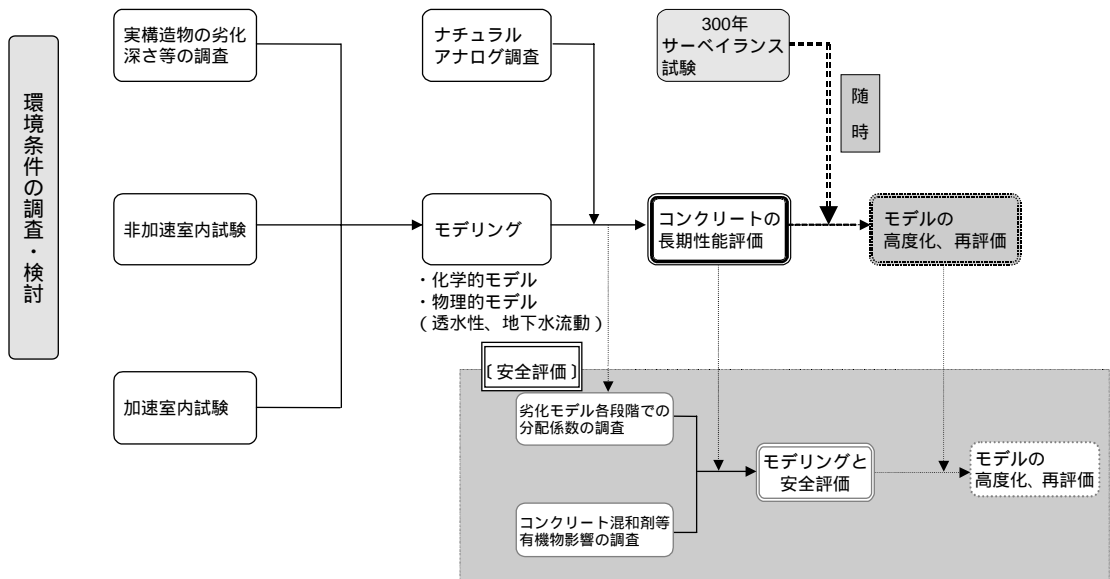 環境条件の調査・検討
実構造物の劣化
深さ等の調査
非加速室内試験
加速室内試験
ナチュラル
アナログ調査
モデリング
・化学的モデル
・物理的モデル
(透水性、地下水流動)
300年
サーベイランス
試験
随
時
コンクリートの
長期性能評価
モデルの
高度化、再評価
〔安全評価〕
劣化モデル各段階での
分配係数の調査
コンクリート混和剤等
有機物影響の調査
モデリングと
安全評価
モデルの
高度化、再評価